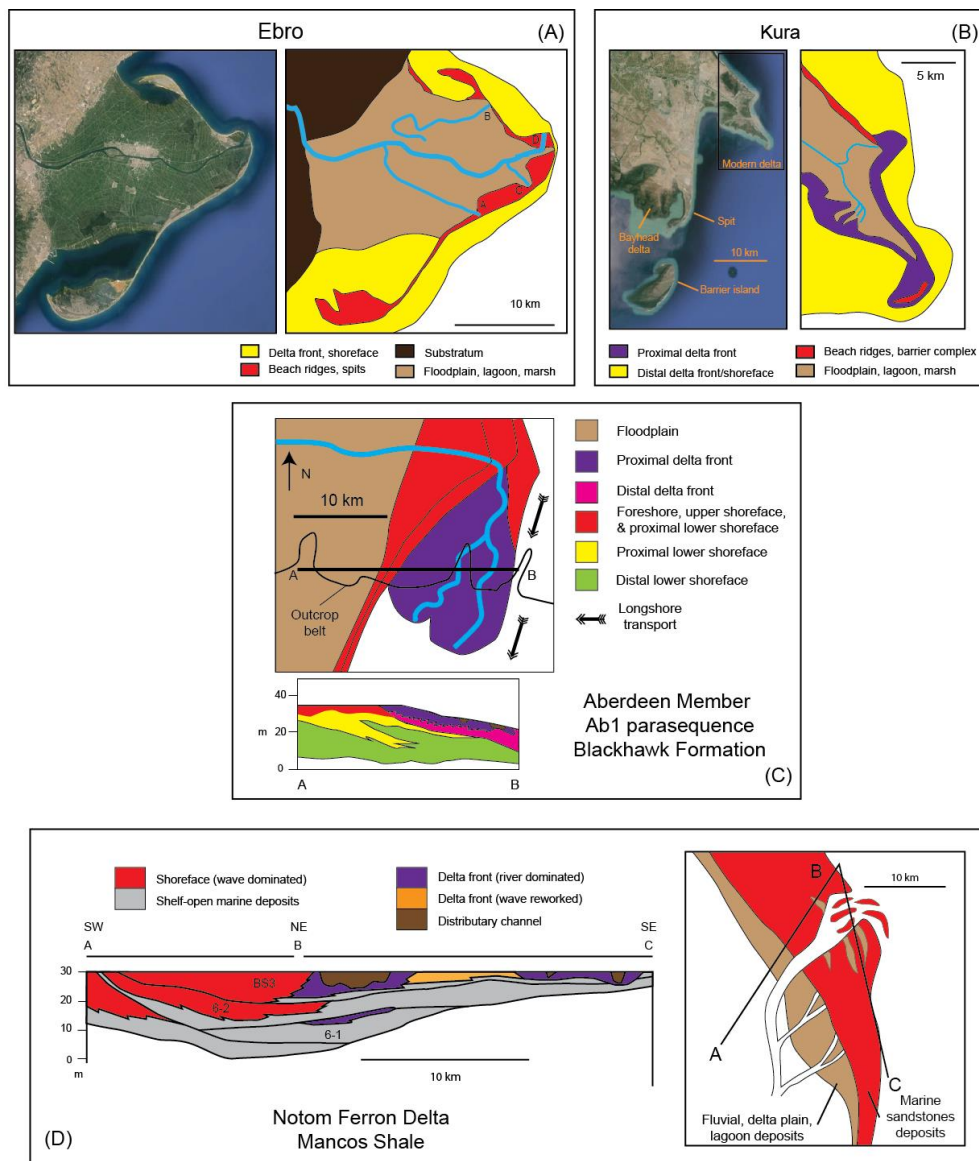 Ebro
(A)
B
D
C
A
10 km
Delta front, shoreface
Substratum
Beach ridges, spits
Floodplain, lagoon, marsh
Kura
(B)
5 km
Modern delta
Bayhead
delta
Spit
10 km
Barrier island
Proximal delta front
Beach ridges, barrier complex
Distal delta front/shoreface
Floodplain, lagoon, marsh
N
10 km
A
B
Outcrop
belt
Floodplain
Proximal delta front
Distal delta front
Foreshore, upper shoreface,
& proximal lower shoreface
Proximal lower shoreface
Distal lower shoreface
Longshore
transport
40
m 20
0
A
B
Aberdeen Member
Ab1 parasequence
Blackhawk Formation
(C)
Shoreface (wave dominated)
Shelf-open marine deposits
Delta front (river dominated)
Delta front (wave reworked)
Distributary channel
SW
A
NE
B
SE
C
30
20
10
0
m
BS3
6-2
6-1
10 km
Notom Ferron Delta
Mancos Shale
(D)
B
10 km
A
C
Fluvial, delta plain,
lagoon deposits
Marine
sandstones
deposits